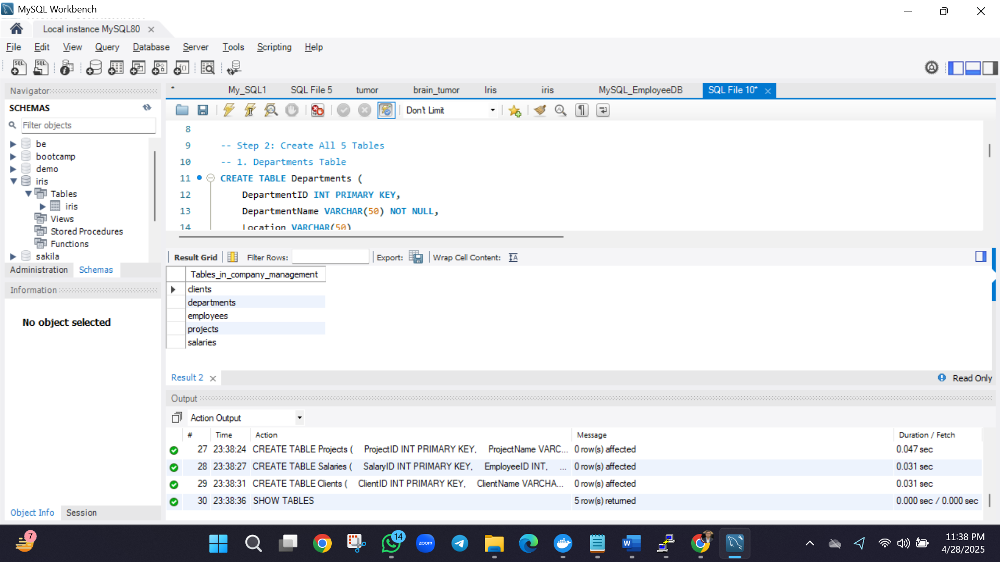 MySQL Workbench
Local instance MySQL80
File Edit View Query Database Server Tools Scripting Help
Navigator
* My_SQL1 SQL File 5 tumor brain_tumor Iris iris MySQL_EmployeeDB SQL File 10*
SCHEMAS
Don't Limit
Filter objects
be
bootcamp
demo
iris
Tables
iris
Views
Stored Procedures
Functions
sakila
Administration Schemas
Information
No object selected
Object Info Session
8
9 -- Step 2: Create All 5 Tables
10 -- 1. Departments Table
11 CREATE TABLE Departments (
12 DepartmentID INT PRIMARY KEY,
13 DepartmentName VARCHAR(50) NOT NULL,
14 Location VARCHAR(50)
Result Grid Filter Rows: Export: Wrap Cell Content:
Tables_in_company_management
clients
departments
employees
projects
salaries
Result 2 Read Only
Output
Action Output
# Time Action Message Duration / Fetch
27 23:38:24 CREATE TABLE Projects ( ProjectID INT PRIMARY KEY, ProjectName VARC... 0 row(s) affected 0.047 sec
28 23:38:27 CREATE TABLE Salaries ( SalaryID INT PRIMARY KEY, EmployeeID INT, ... 0 row(s) affected 0.031 sec
29 23:38:31 CREATE TABLE Clients ( ClientID INT PRIMARY KEY, ClientName VARCHA... 0 row(s) affected 0.031 sec
30 23:38:36 SHOW TABLES 5 row(s) returned 0.000 sec / 0.000 sec
7
14
zoom
11:38 PM
4/28/2025